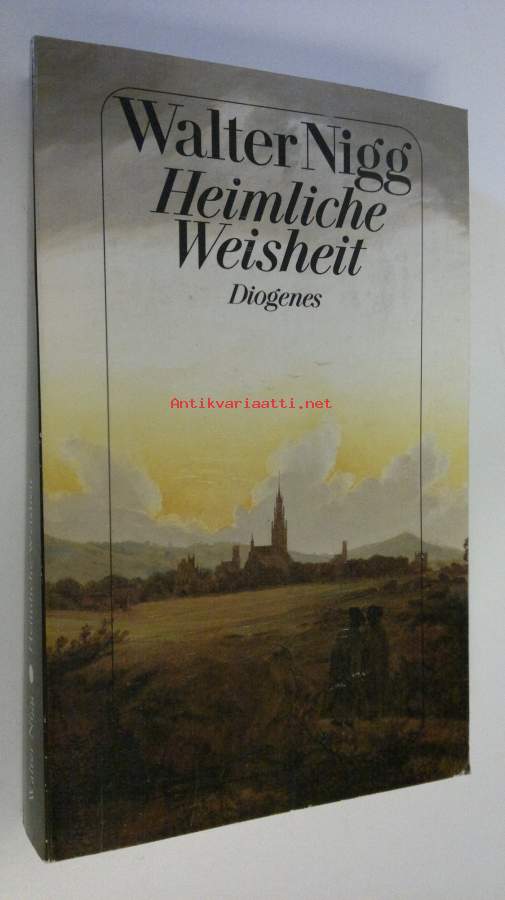 Walter Nigg
Heimliche
Weisheit
Diogenes
Antikvariaatti.net
Walter Nigg ● Heimliche Weisheit